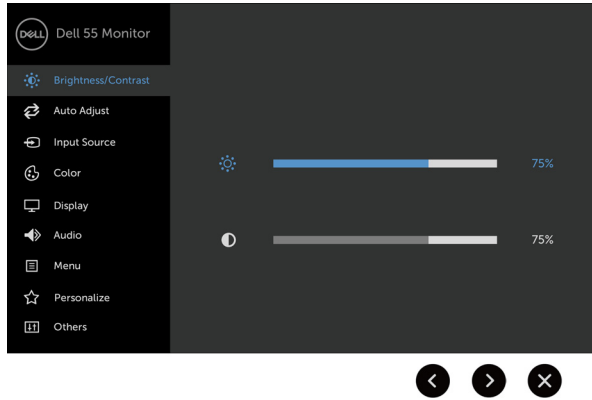 DELL Dell 55 Monitor
Brightness/Contrast
Auto Adjust
Input Source
Color
Display
Audio
Menu
Personalize
Others
75%
75%